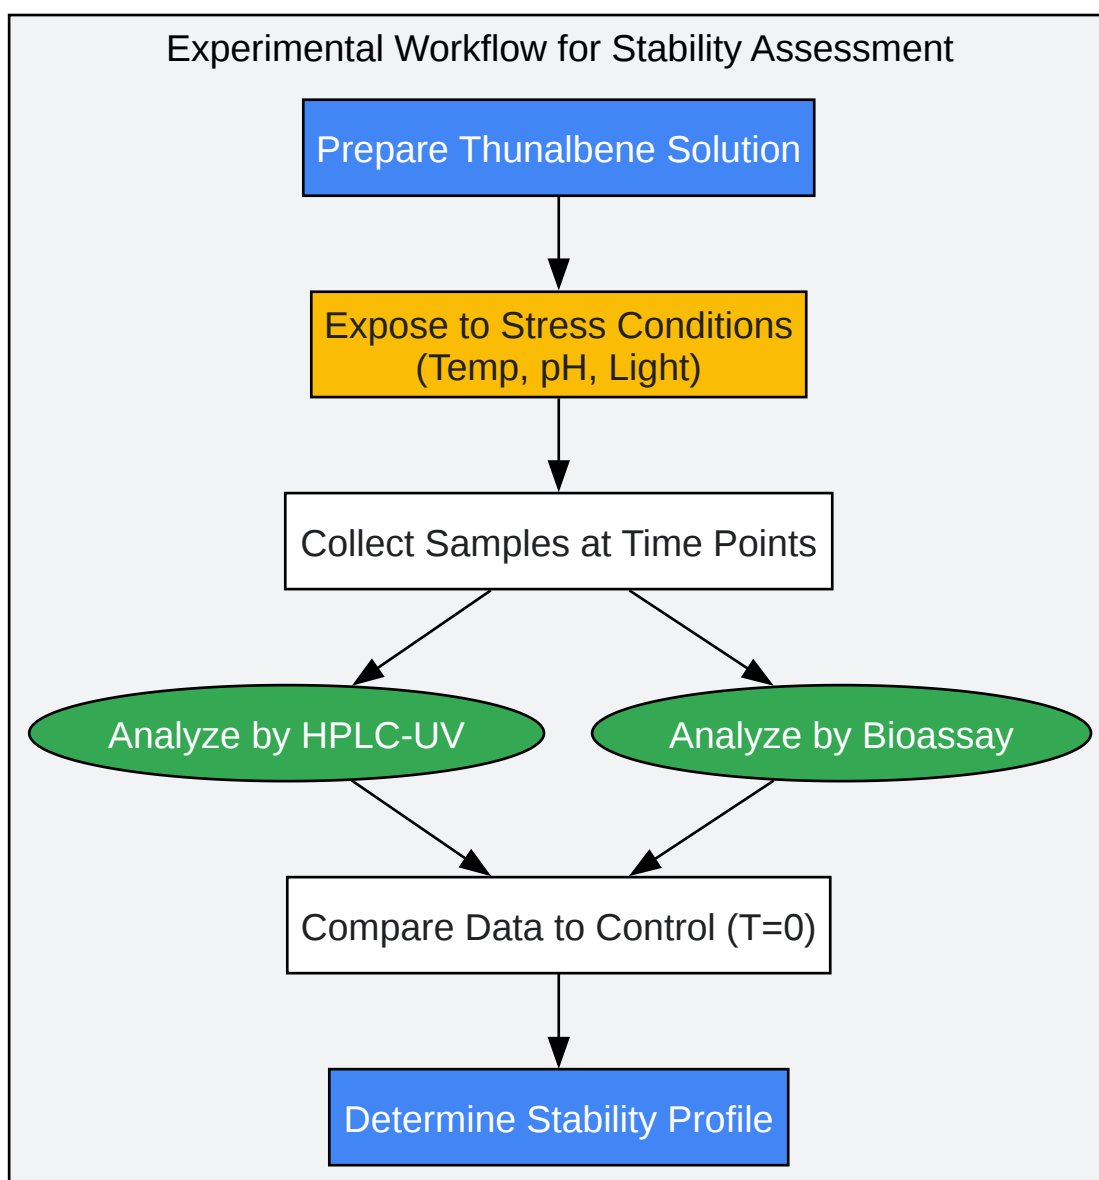 Experimental Workflow for Stability Assessment
Prepare Thunalbene Solution
Expose to Stress Conditions
(Temp, pH, Light)
Collect Samples at Time Points
Analyze by HPLC-UV
Analyze by Bioassay
Compare Data to Control (T=0)
Determine Stability Profile